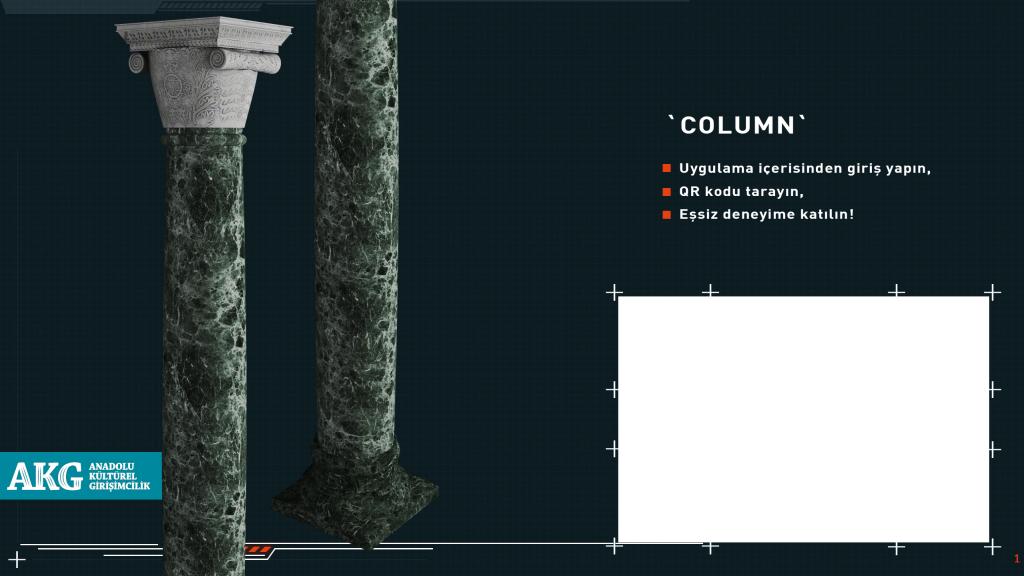 `COLUMN`
Uygulama içerisinden giriş yapın,
QR kodu tarayın,
Eşsiz deneyime katılın!
AKG
ANADOLU
KÜLTÜREL
GİRİŞİMCİLİK
1